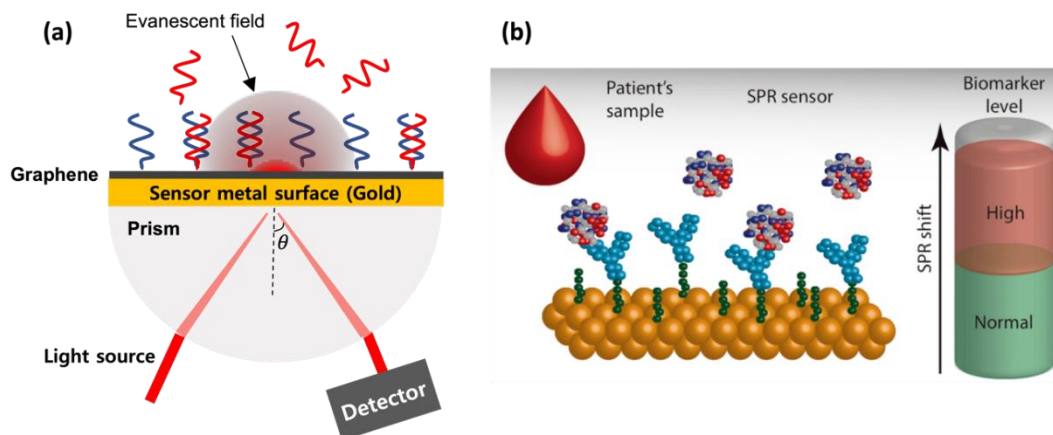 (a)
Evanescent field
Graphene
Sensor metal surface (Gold)
Prism
θ
Light source
Detector
(b)
Patient's
sample
SPR sensor
Biomarker
level
SPR shift
High
Normal